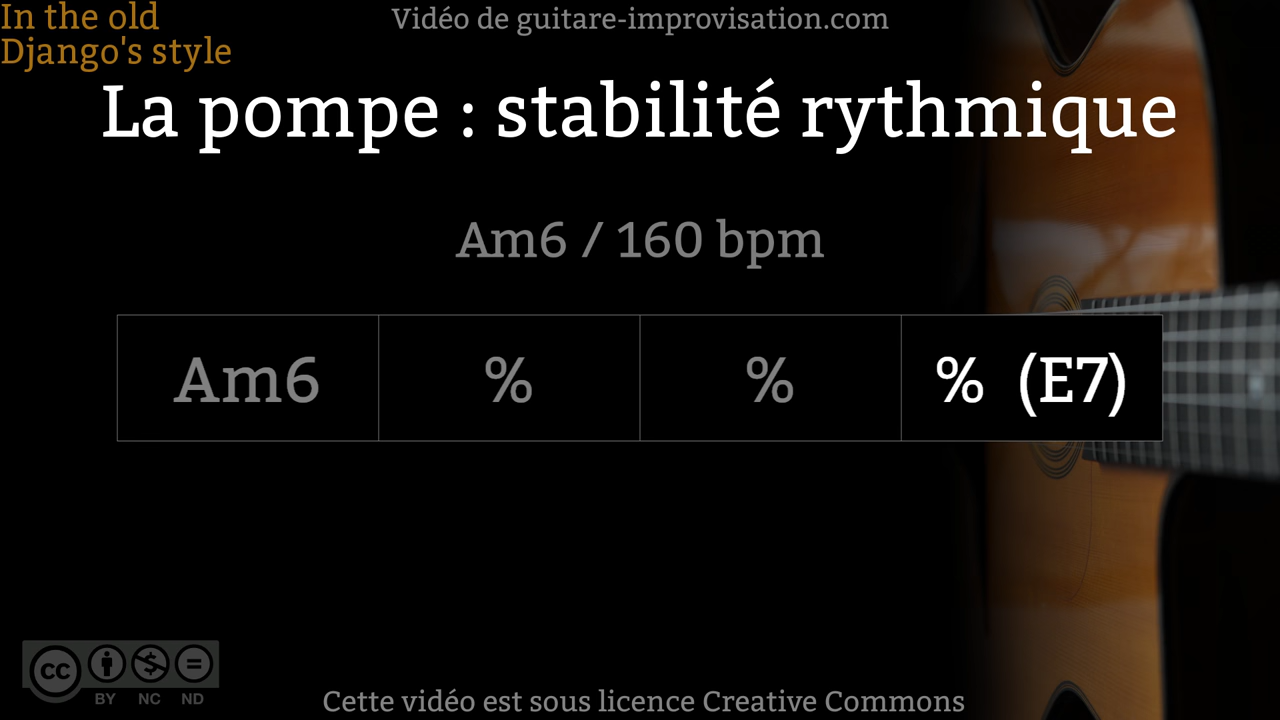 In the old
Django's style
Vidéo de guitare-improvisation.com
La pompe : stabilité rythmique
Am6 / 160 bpm
Am6 % % % (E7)
cc
BY NC ND
Cette vidéo est sous licence Creative Commons